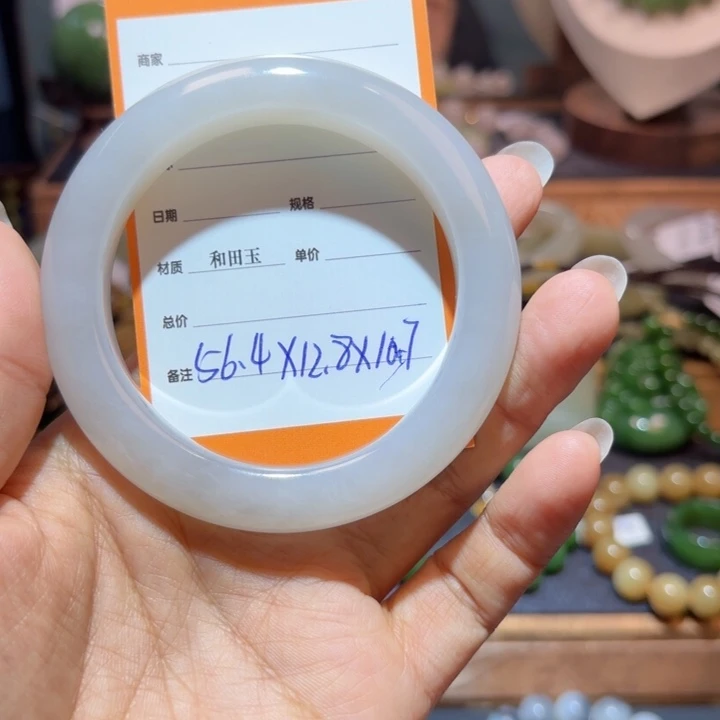 商家
日期 规格
材质 和田玉 单价
总价
备注 56.4X12.8X10.7